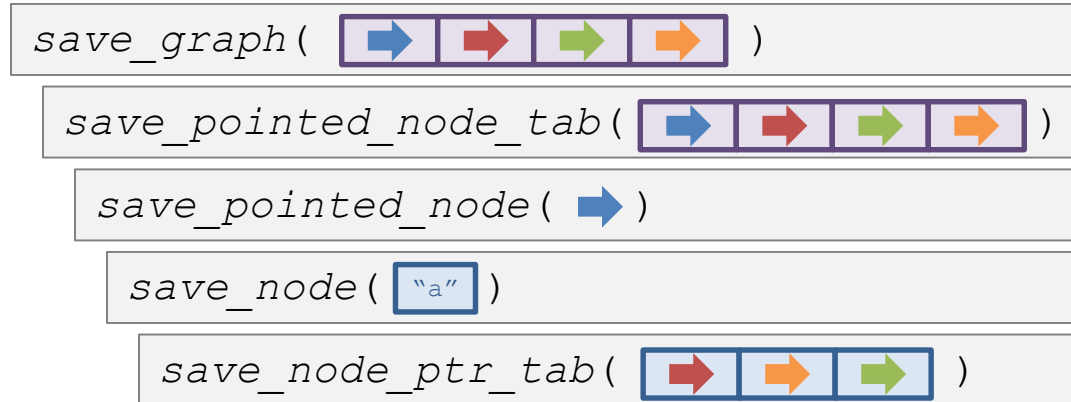 save_graph( )
save_pointed_node_tab( )
save_pointed_node( )
save_node( “a” )
save_node_ptr_tab( )